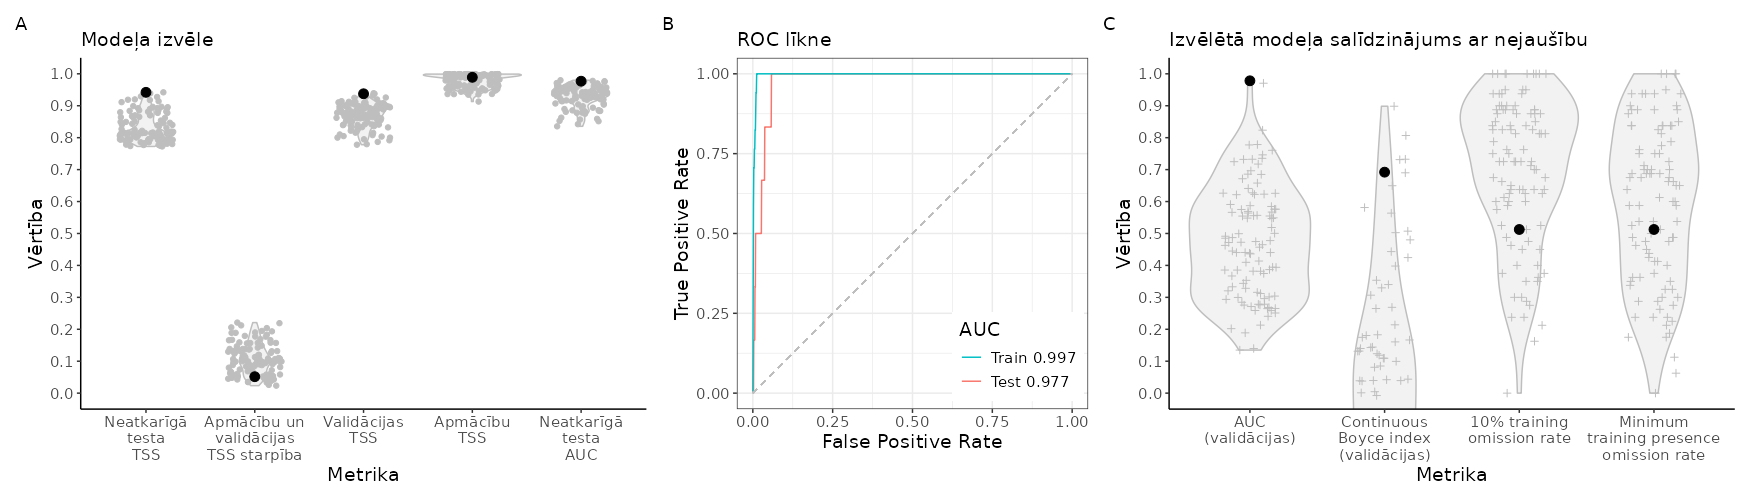 A
Modeļa izvēle
Vērtība
1.0
0.9
0.8
0.7
0.6
0.5
0.4
0.3
0.2
0.1
0.0
Neatkarīgā
testa
TSS
Apmācību un
validācijas
TSS starpība
Validācijas
TSS
Apmācību
TSS
Neatkarīgā
testa
AUC
Metrika
B
ROC līkne
True Positive Rate
1.00
0.75
0.50
0.25
0.00
AUC
Train 0.997
Test 0.977
0.00 0.25 0.50 0.75 1.00
False Positive Rate
C
Izvēlētā modeļa salīdzinājums ar nejaušību
Vērtība
1.0
0.9
0.8
0.7
0.6
0.5
0.4
0.3
0.2
0.1
0.0
AUC
(validācijas)
Continuous
Boyce index
(validācijas)
10% training
omission rate
Minimum
training presence
omission rate
Metrika